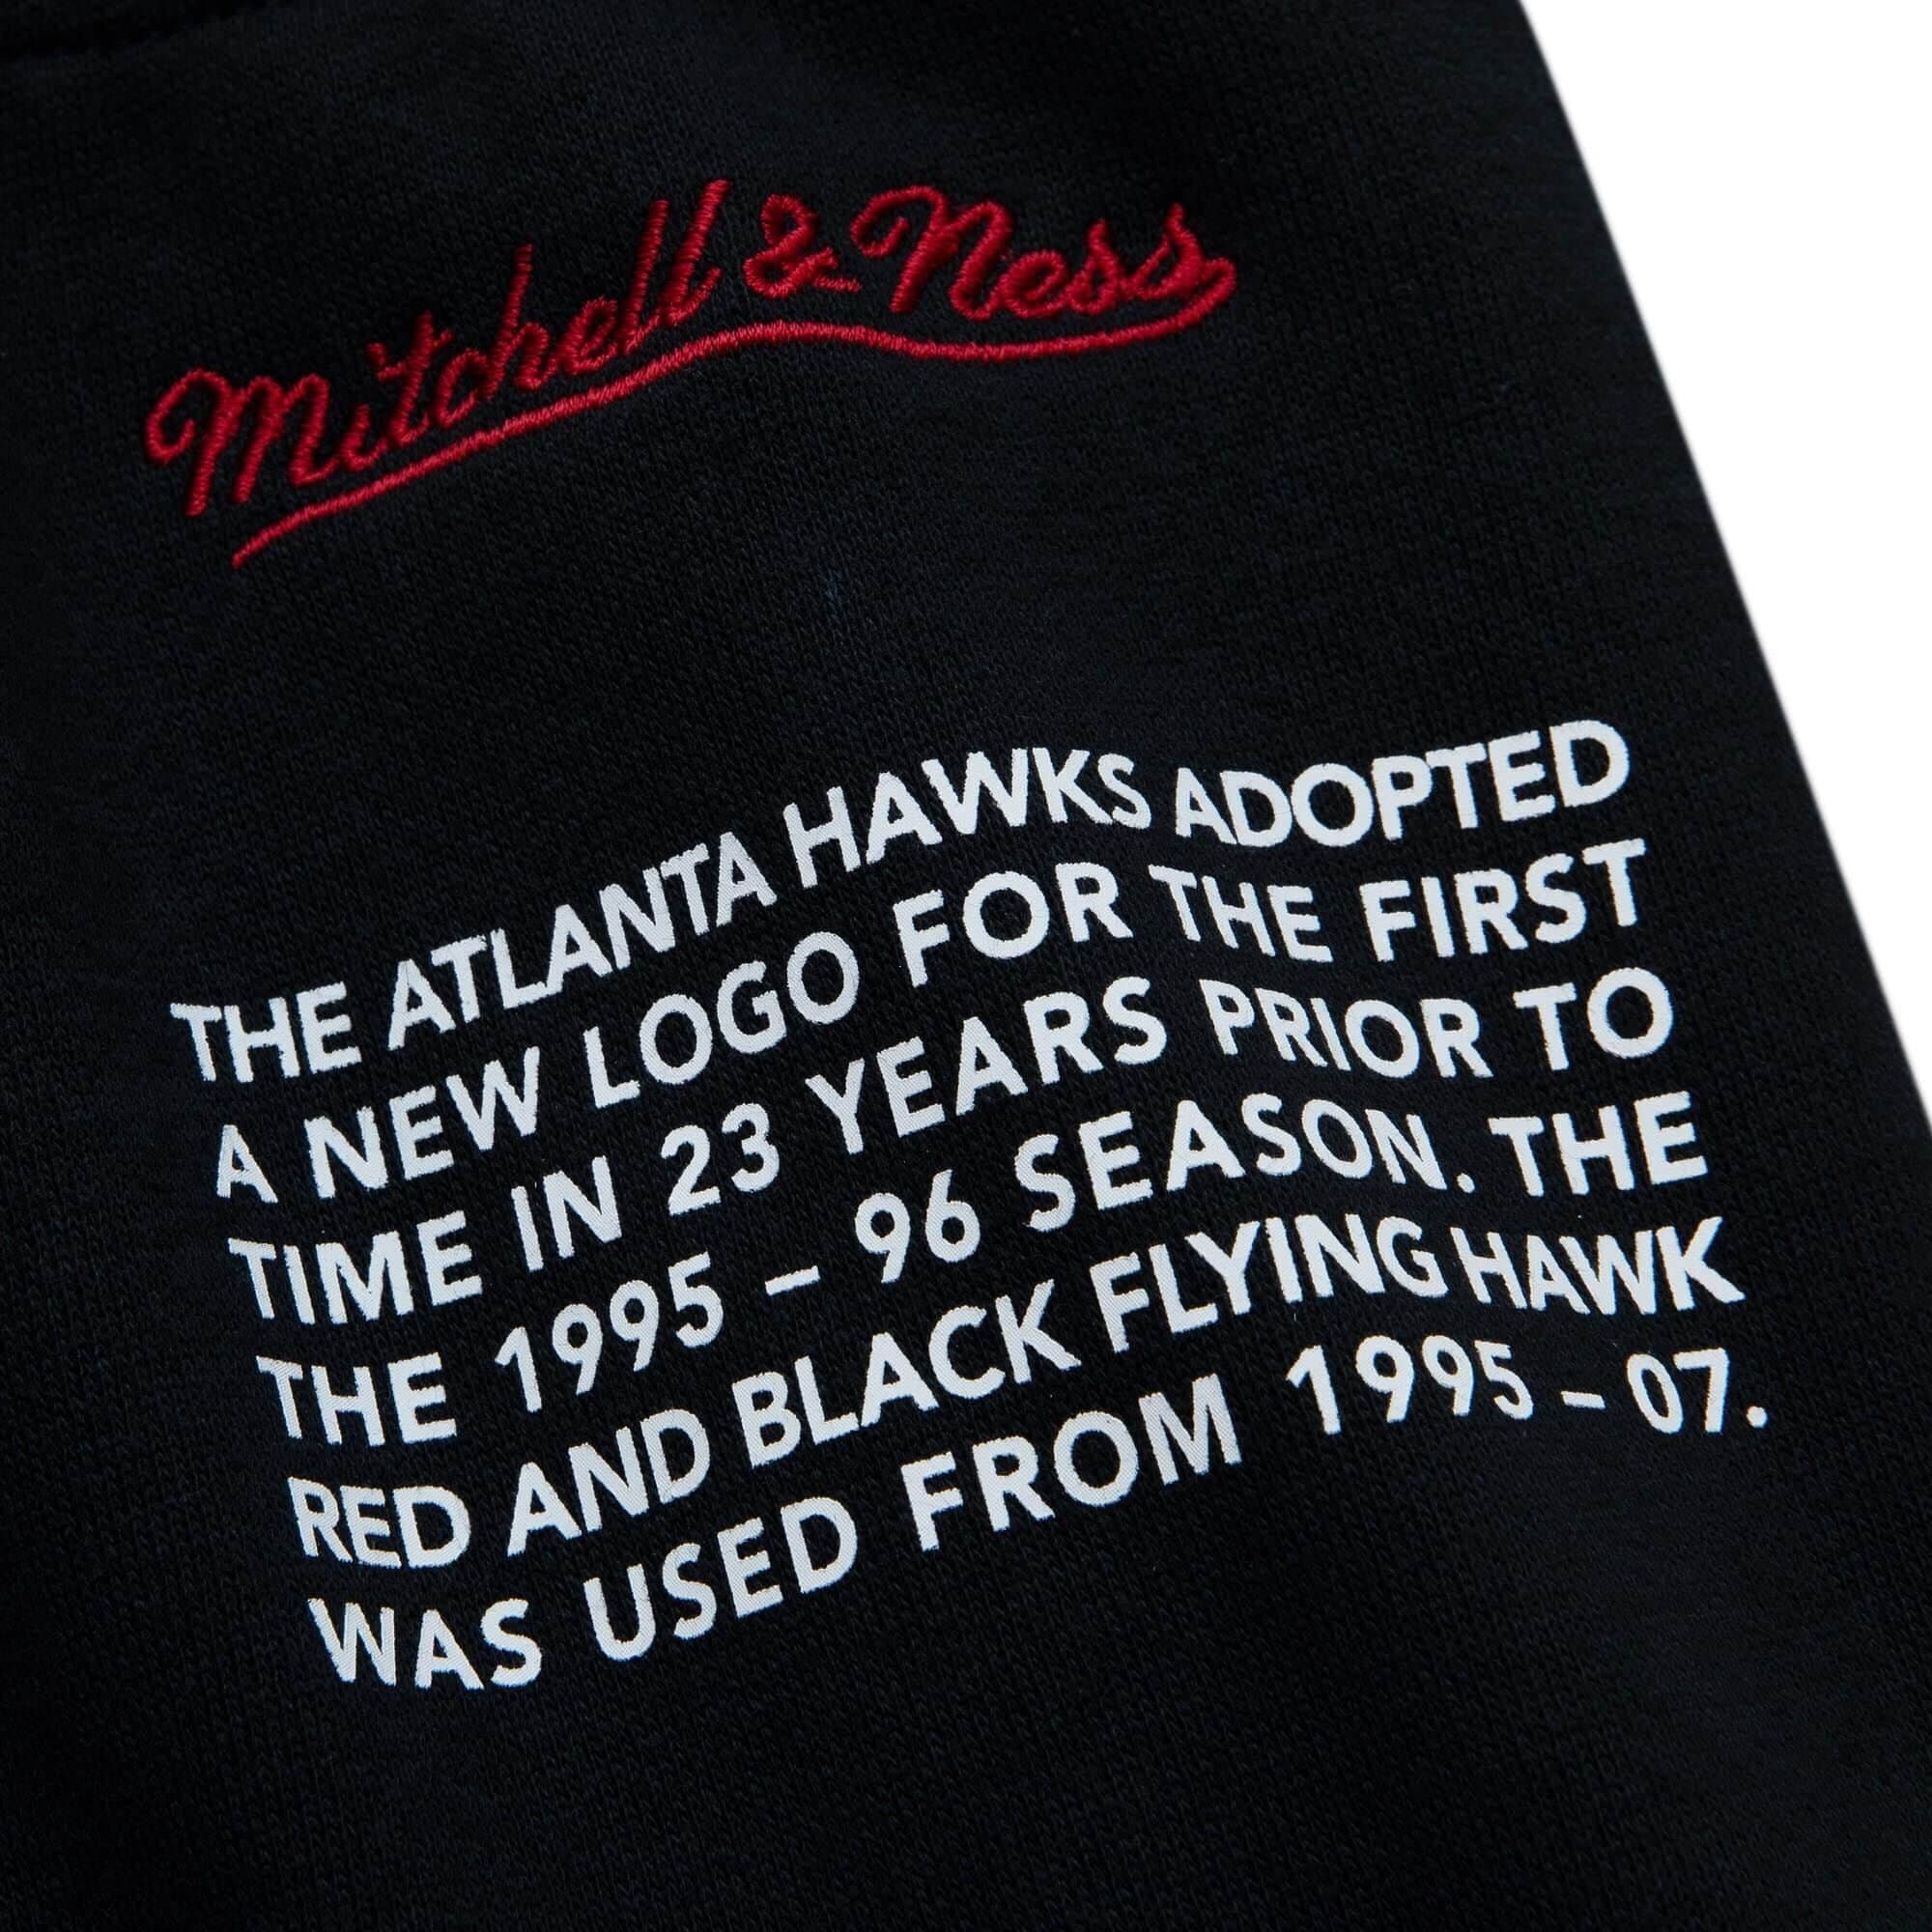 Mitchell & Ness
THE ATLANTA HAWKS ADOPTED
A NEW LOGO FOR THE FIRST
TIME IN 23 YEARS PRIOR TO
THE 1995 – 96 SEASON. THE
RED AND BLACK FLYING HAWK
WAS USED FROM 1995 – 07.